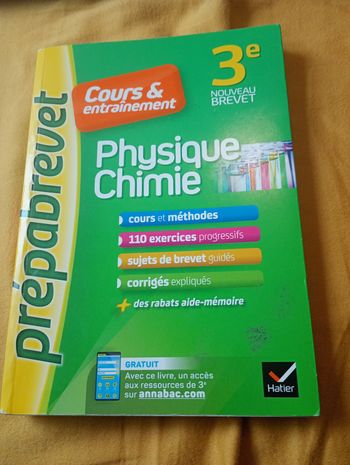 prépabrevet
Cours &
entraînement
3e
NOUVEAU
BREVET
Physique
Chimie
cours et méthodes
110 exercices progressifs
sujets de brevet guidés
corrigés expliqués
+ des rabats aide-mémoire
GRATUIT
Avec ce livre, un accès
aux ressources de 3e
sur annabac.com
Hatier